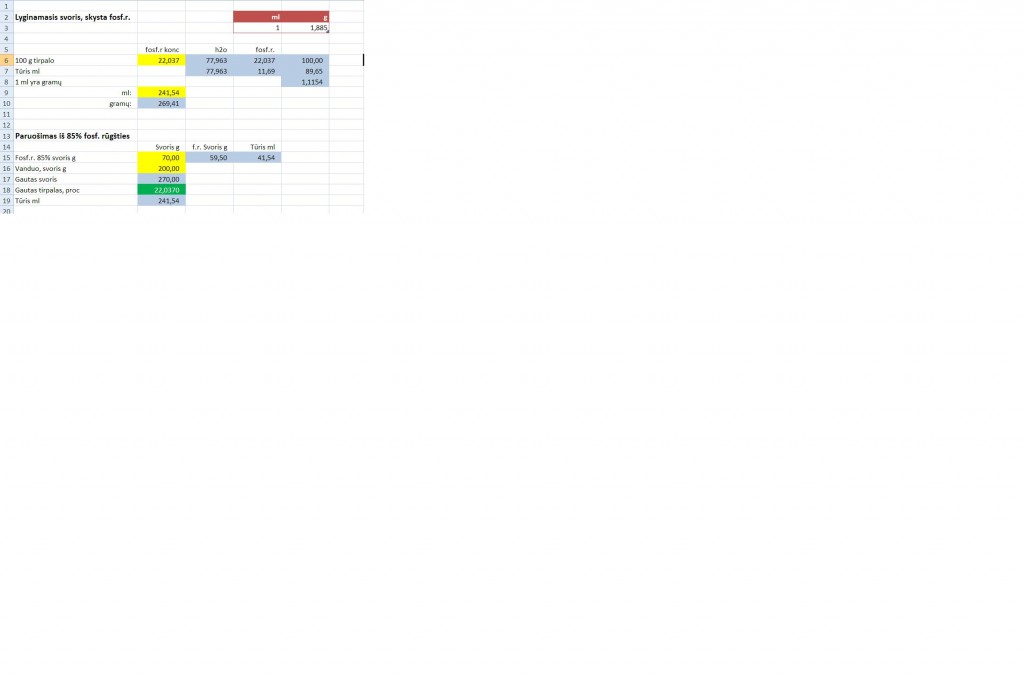 1
2 Lyginamasis svoris, skysta fosf.r. ml g
3 1 1,885
4
5 fosf.r konc h2o fosf.r.
6 100 g tirpalo 22,037 77,963 22,037 100,00
7 Tūris ml 77,963 11,69 89,65
8 1 ml yra gramų 1,1154
9 ml: 241,54
10 gramų: 269,41
11
12
13 Paruošimas iš 85% fosf. rūgšties
14 Svoris g f.r. Svoris g Tūris ml
15 Fosf.r. 85% svoris g 70,00 59,50 41,54
16 Vanduo, svoris g 200,00
17 Gautas svoris 270,00
18 Gautas tirpalas, proc 22,0370
19 Tūris ml 241,54
20